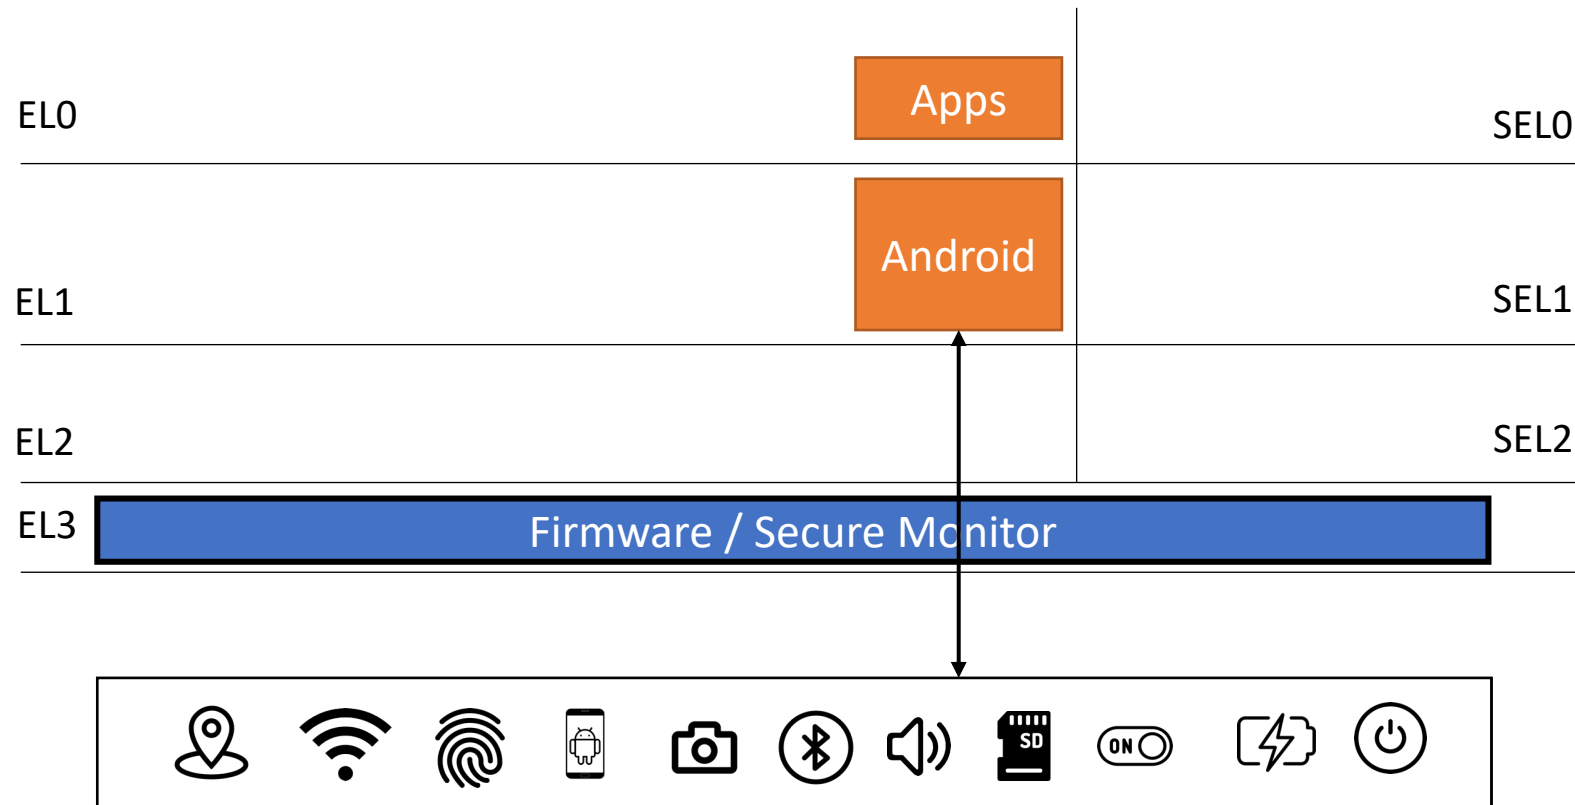 Apps
EL0
SEL0
Android
EL1
SEL1
EL2
SEL2
EL3
Firmware / Secure Monitor
SD
ON